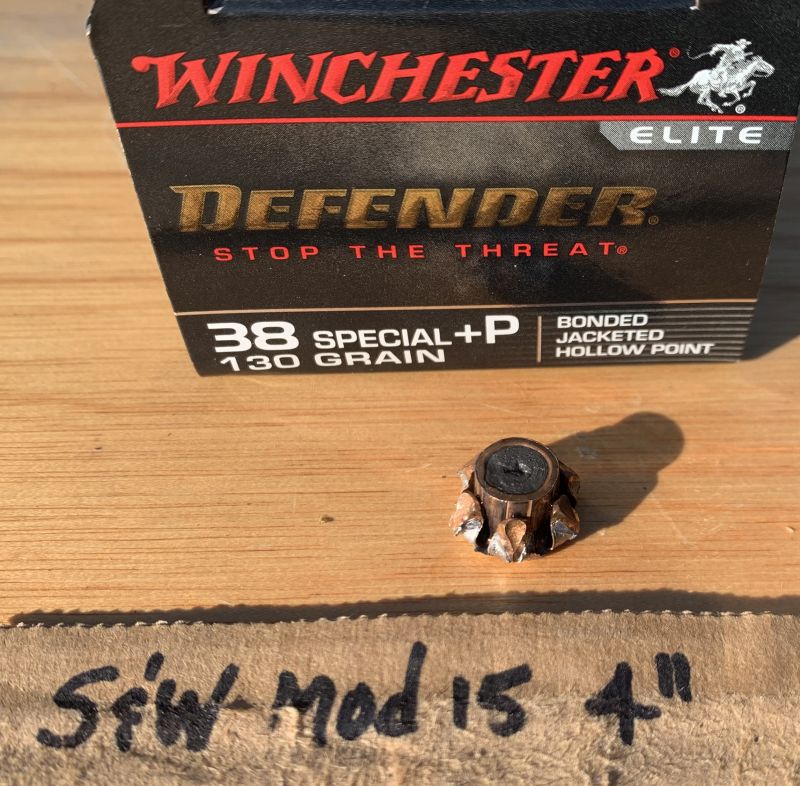 WINCHESTER®
ELITE
DEFENDER®
STOP THE THREAT®
38 SPECIAL +P
130 GRAIN
BONDED
JACKETED
HOLLOW POINT
S&W Mod 15 4"